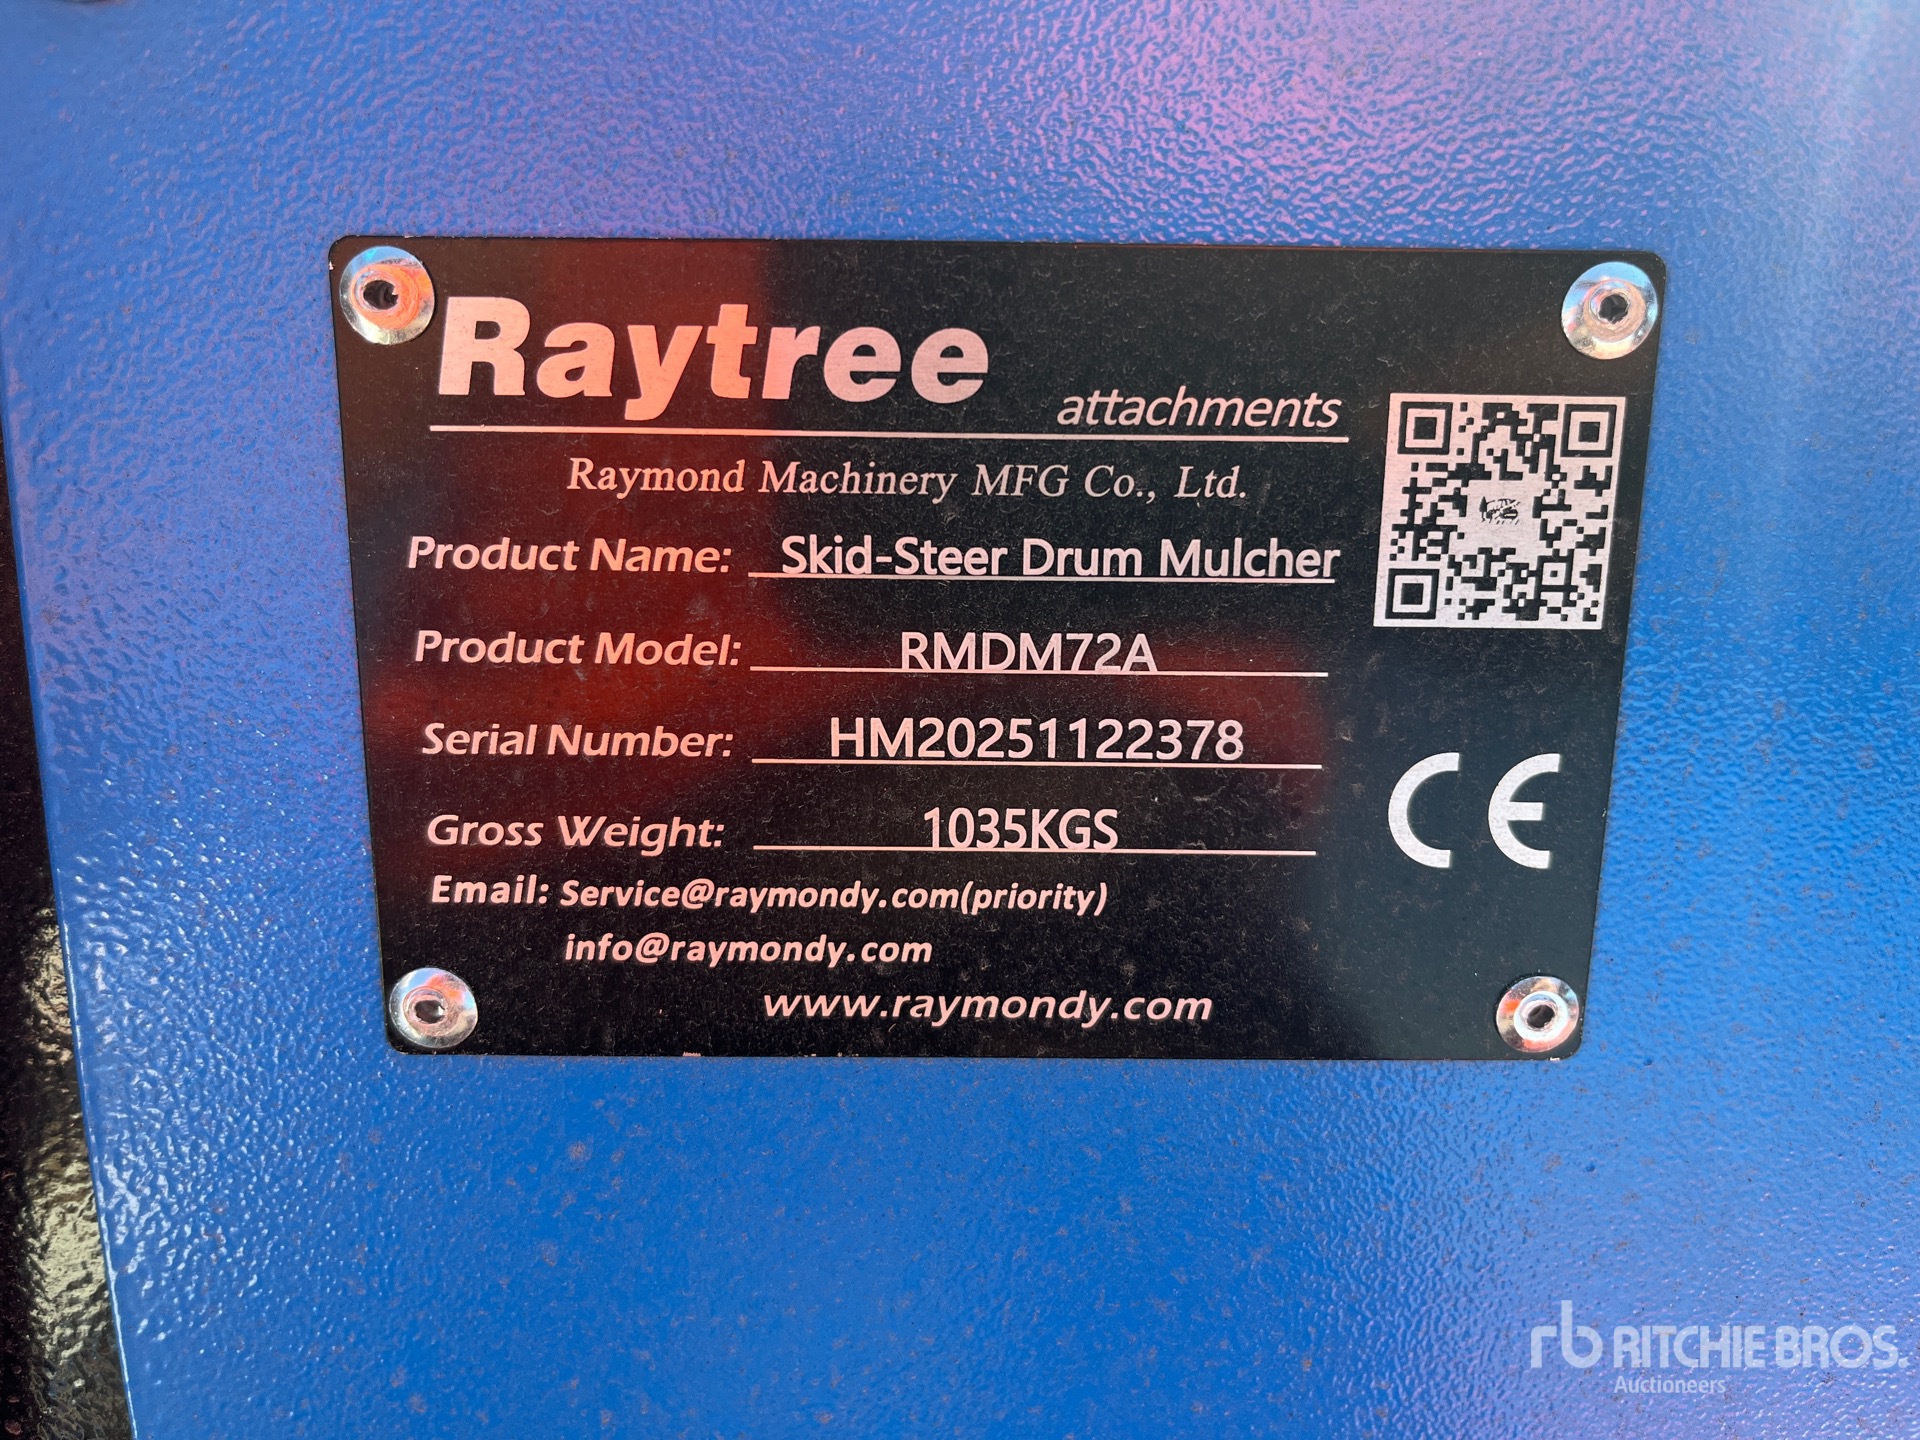 Raytree
attachments
Raymond Machinery MFG Co., Ltd.
Product Name: Skid-Steer Drum Mulcher
Product Model: RMDM72A
Serial Number: HM20251122378
Gross Weight: 1035KGS
CE
Email: Service@raymondy.com(priority)
info@raymondy.com
www.raymondy.com
rb RITCHIE BROS.
Auctioneers